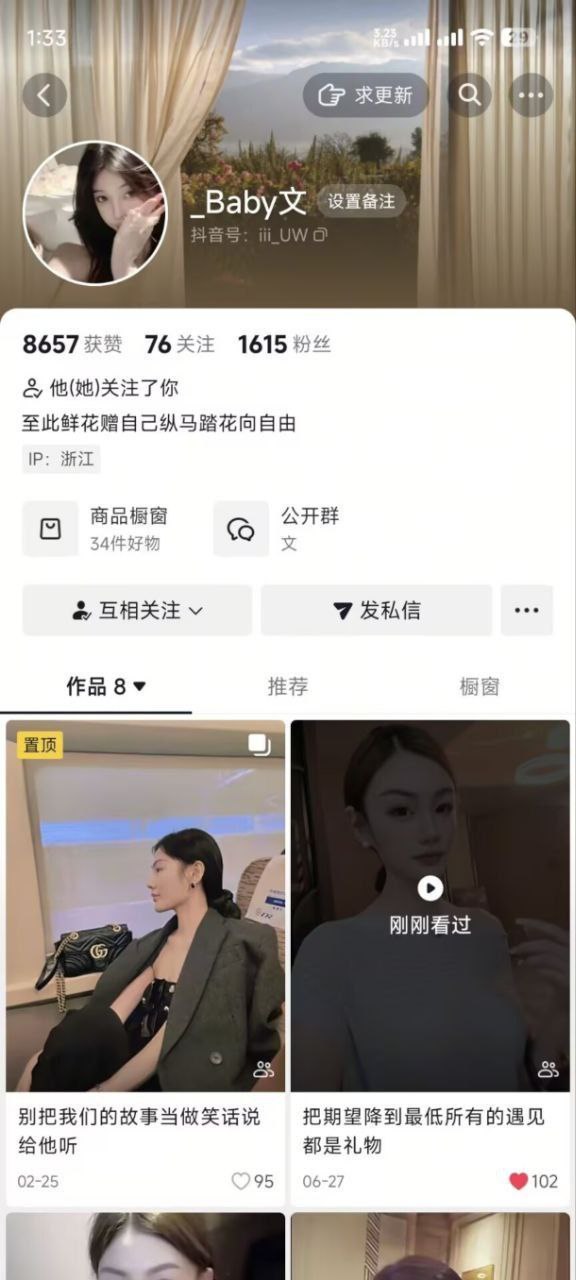 1:33
3.23 KB/s
29
求更新
_Baby文 设置备注
抖音号：iii_UW
8657 获赞 76 关注 1615 粉丝
他(她)关注了你
至此鲜花赠自己纵马踏花向自由
IP：浙江
商品橱窗
34件好物
公开群
文
互相关注
发私信
作品 8
推荐
橱窗
置顶
刚刚看过
别把我们的故事当做笑话说
给他听
02-25
95
把期望降到最低所有的遇见
都是礼物
06-27
102